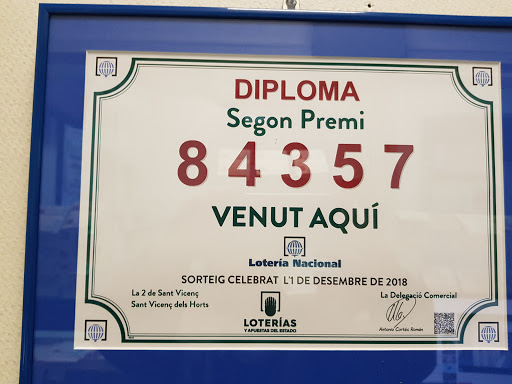 DIPLOMA
Segon Premi
84357
VENUT AQUÍ
Lotería Nacional
SORTEIG CELEBRAT L'1 DE DESEMBRE DE 2018
La 2 de Sant Vicenç
Sant Vicenç dels Horts
LOTERÍAS
Y APUESTAS DEL ESTADO
La Delegació Comercial
Antonio Cortés Román